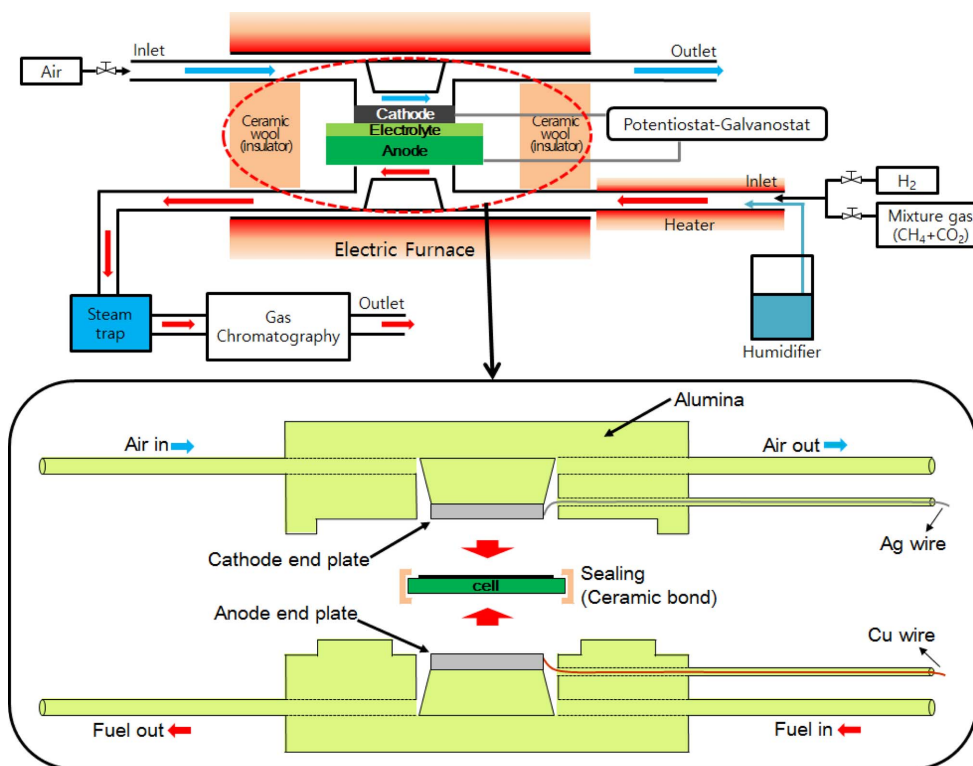 Inlet
Outlet
Air
Cathode
Electrolyte
Anode
Ceramic
wool
(insulator)
Ceramic
wool
(insulator)
Potentiostat-Galvanostat
Inlet
H2
Mixture gas
(CH4+CO2)
Heater
Electric Furnace
Steam
trap
Gas
Chromatography
Outlet
Humidifier
Alumina
Air in
Air out
Cathode end plate
Ag wire
cell
Sealing
(Ceramic bond)
Anode end plate
Cu wire
Fuel out
Fuel in